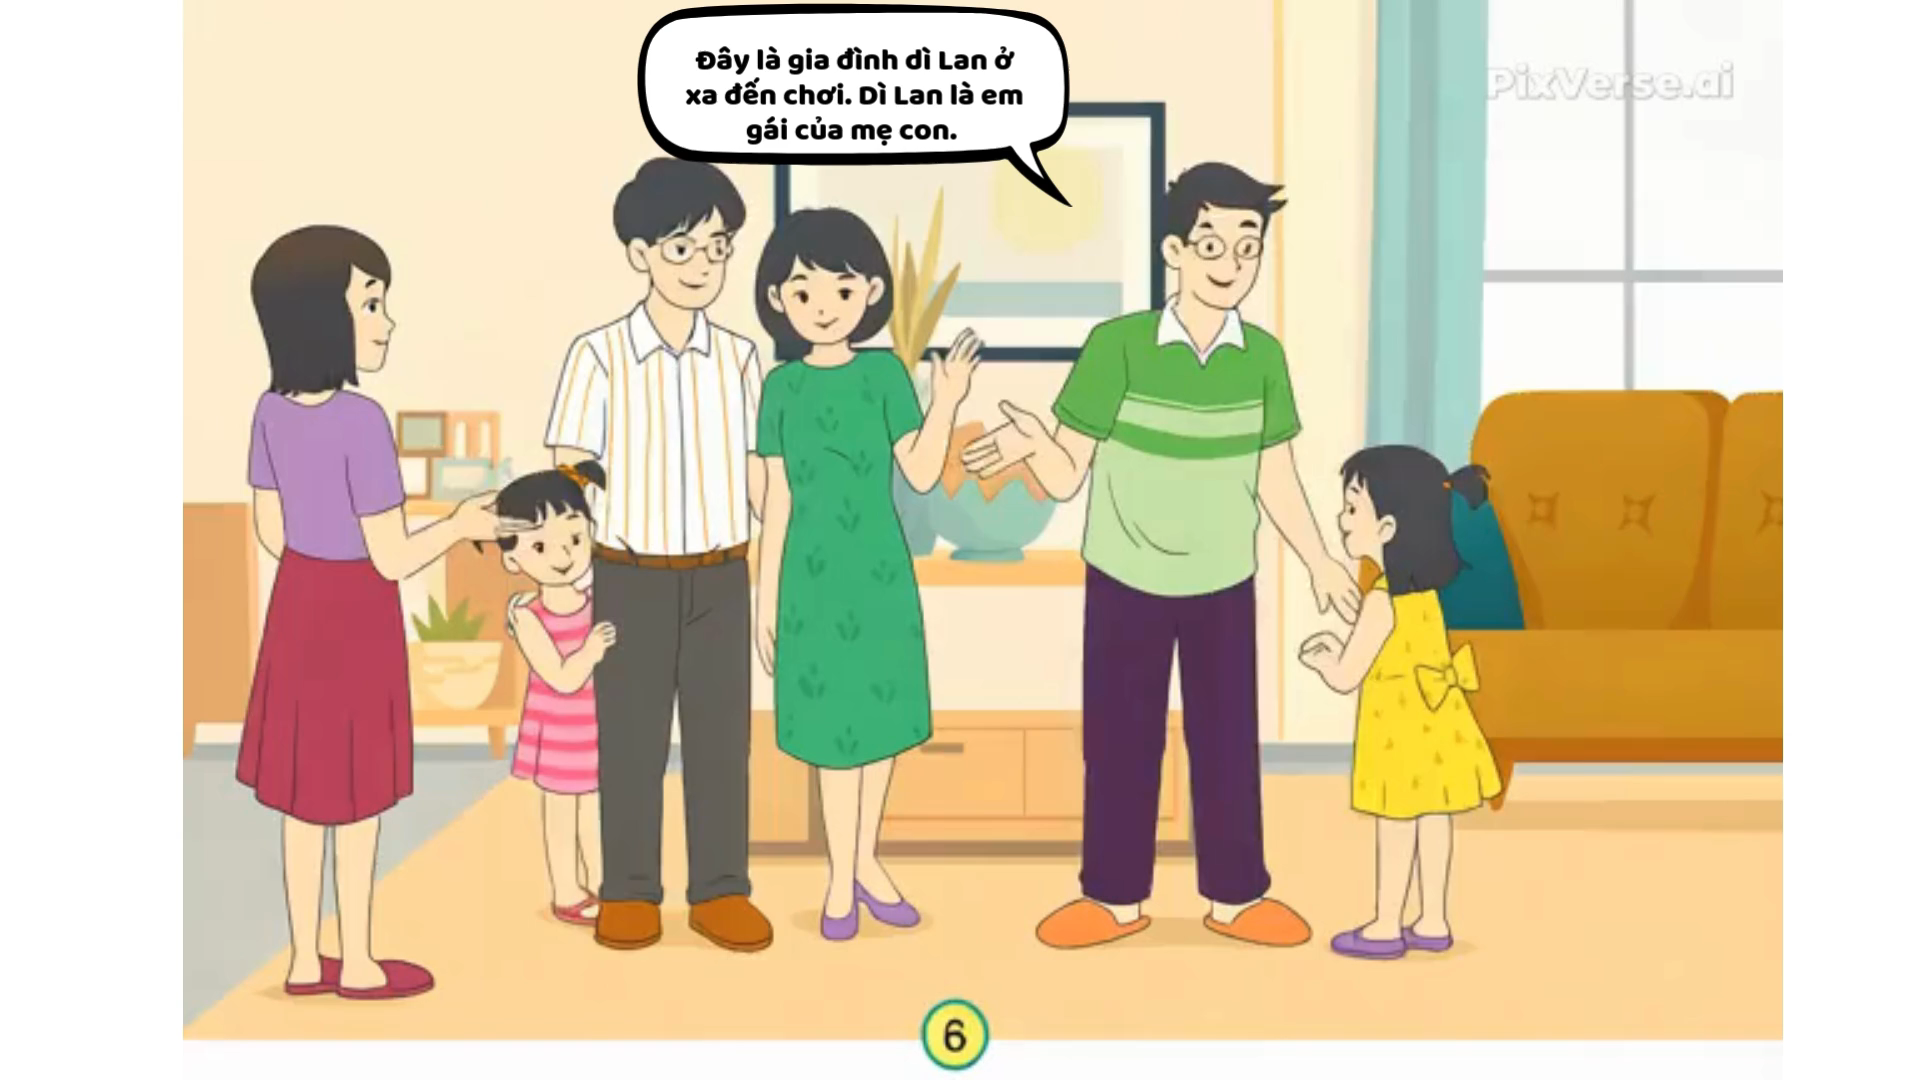 Đây là gia đình dì Lan ở
xa đến chơi. Dì Lan là em
gái của mẹ con.
PixVerse.ai
6